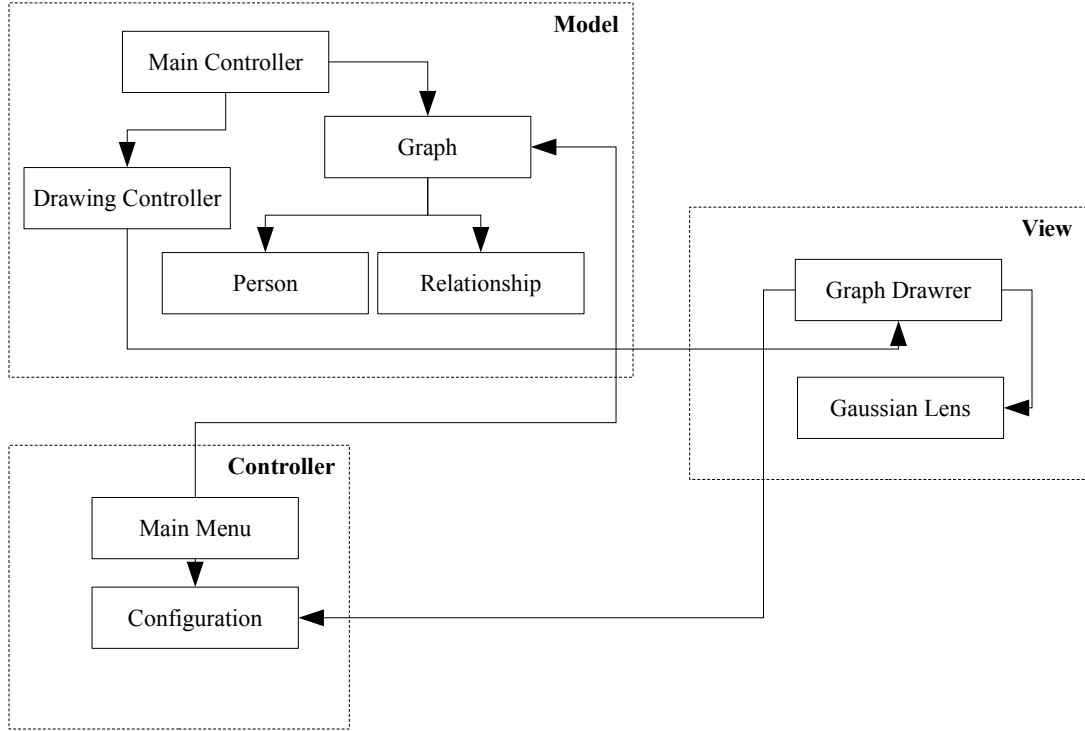 Model
Main Controller
Graph
Drawing Controller
Person
Relationship
View
Graph Drawrer
Gaussian Lens
Controller
Main Menu
Configuration